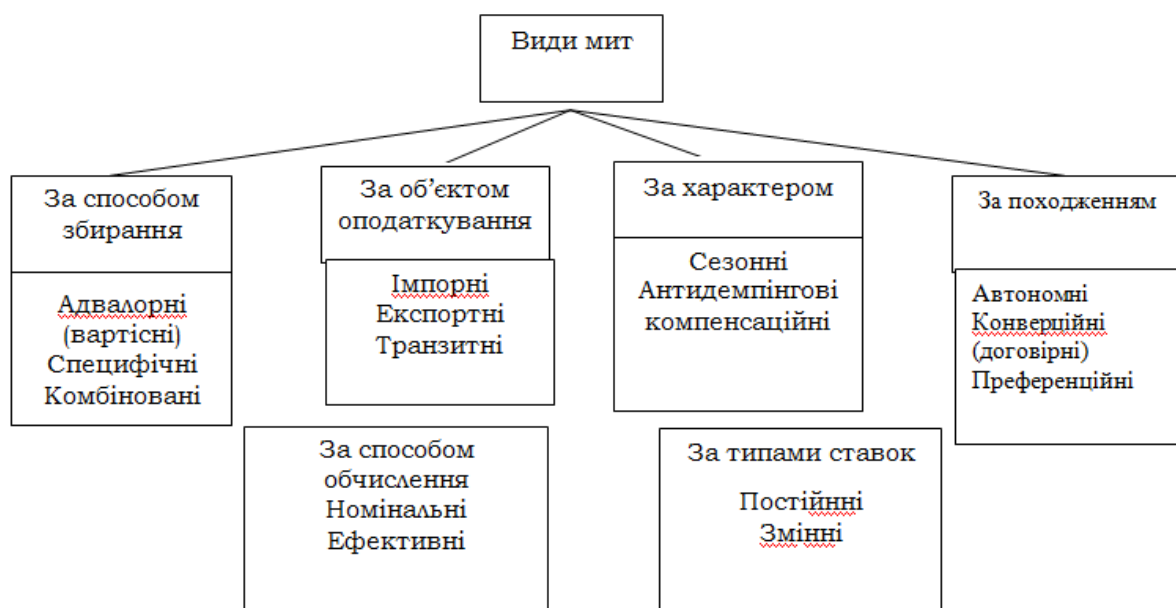 Види мит
За способом
збирання
Адвалорні
(вартісні)
Специфічні
Комбіновані
За об’єктом
оподаткування
Імпорні
Експортні
Транзитні
За характером
Сезонні
Антидемпінгові
компенсаційні
За походженням
Автономні
Конверційні
(договірні)
Преференційні
За способом
обчислення
Номінальні
Ефективні
За типами ставок
Постійнні
Змінні